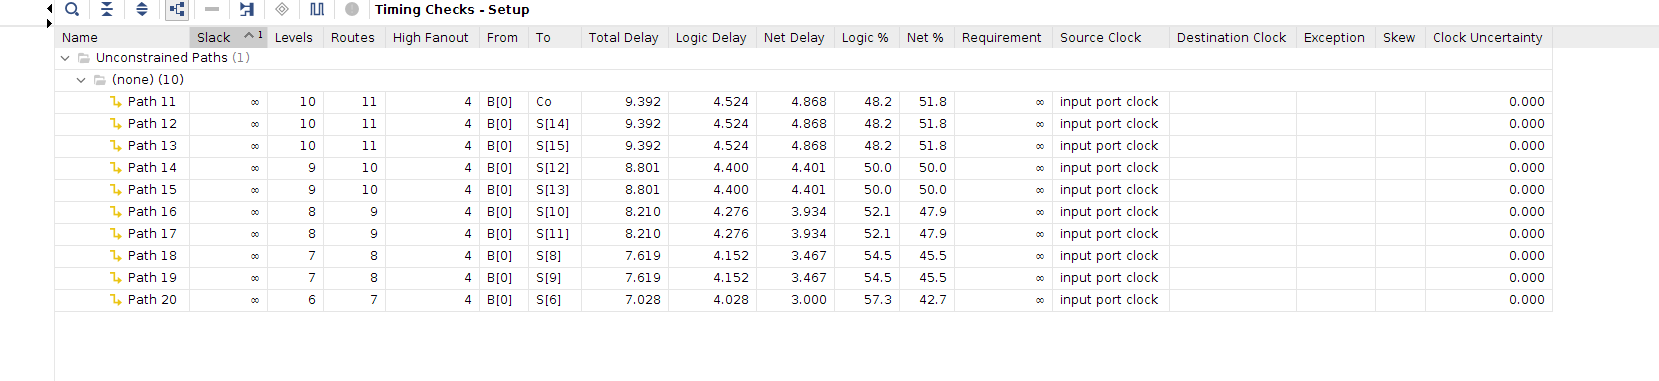 Timing Checks - Setup
Name Slack 1 Levels Routes High Fanout From To Total Delay Logic Delay Net Delay Logic % Net % Requirement Source Clock Destination Clock Exception Skew Clock Uncertainty
Unconstrained Paths (1)
(none) (10)
Path 11 ∞ 10 11 4 B[0] Co 9.392 4.524 4.868 48.2 51.8 ∞ input port clock 0.000
Path 12 ∞ 10 11 4 B[0] S[14] 9.392 4.524 4.868 48.2 51.8 ∞ input port clock 0.000
Path 13 ∞ 10 11 4 B[0] S[15] 9.392 4.524 4.868 48.2 51.8 ∞ input port clock 0.000
Path 14 ∞ 9 10 4 B[0] S[12] 8.801 4.400 4.401 50.0 50.0 ∞ input port clock 0.000
Path 15 ∞ 9 10 4 B[0] S[13] 8.801 4.400 4.401 50.0 50.0 ∞ input port clock 0.000
Path 16 ∞ 8 9 4 B[0] S[10] 8.210 4.276 3.934 52.1 47.9 ∞ input port clock 0.000
Path 17 ∞ 8 9 4 B[0] S[11] 8.210 4.276 3.934 52.1 47.9 ∞ input port clock 0.000
Path 18 ∞ 7 8 4 B[0] S[8] 7.619 4.152 3.467 54.5 45.5 ∞ input port clock 0.000
Path 19 ∞ 7 8 4 B[0] S[9] 7.619 4.152 3.467 54.5 45.5 ∞ input port clock 0.000
Path 20 ∞ 6 7 4 B[0] S[6] 7.028 4.028 3.000 57.3 42.7 ∞ input port clock 0.000